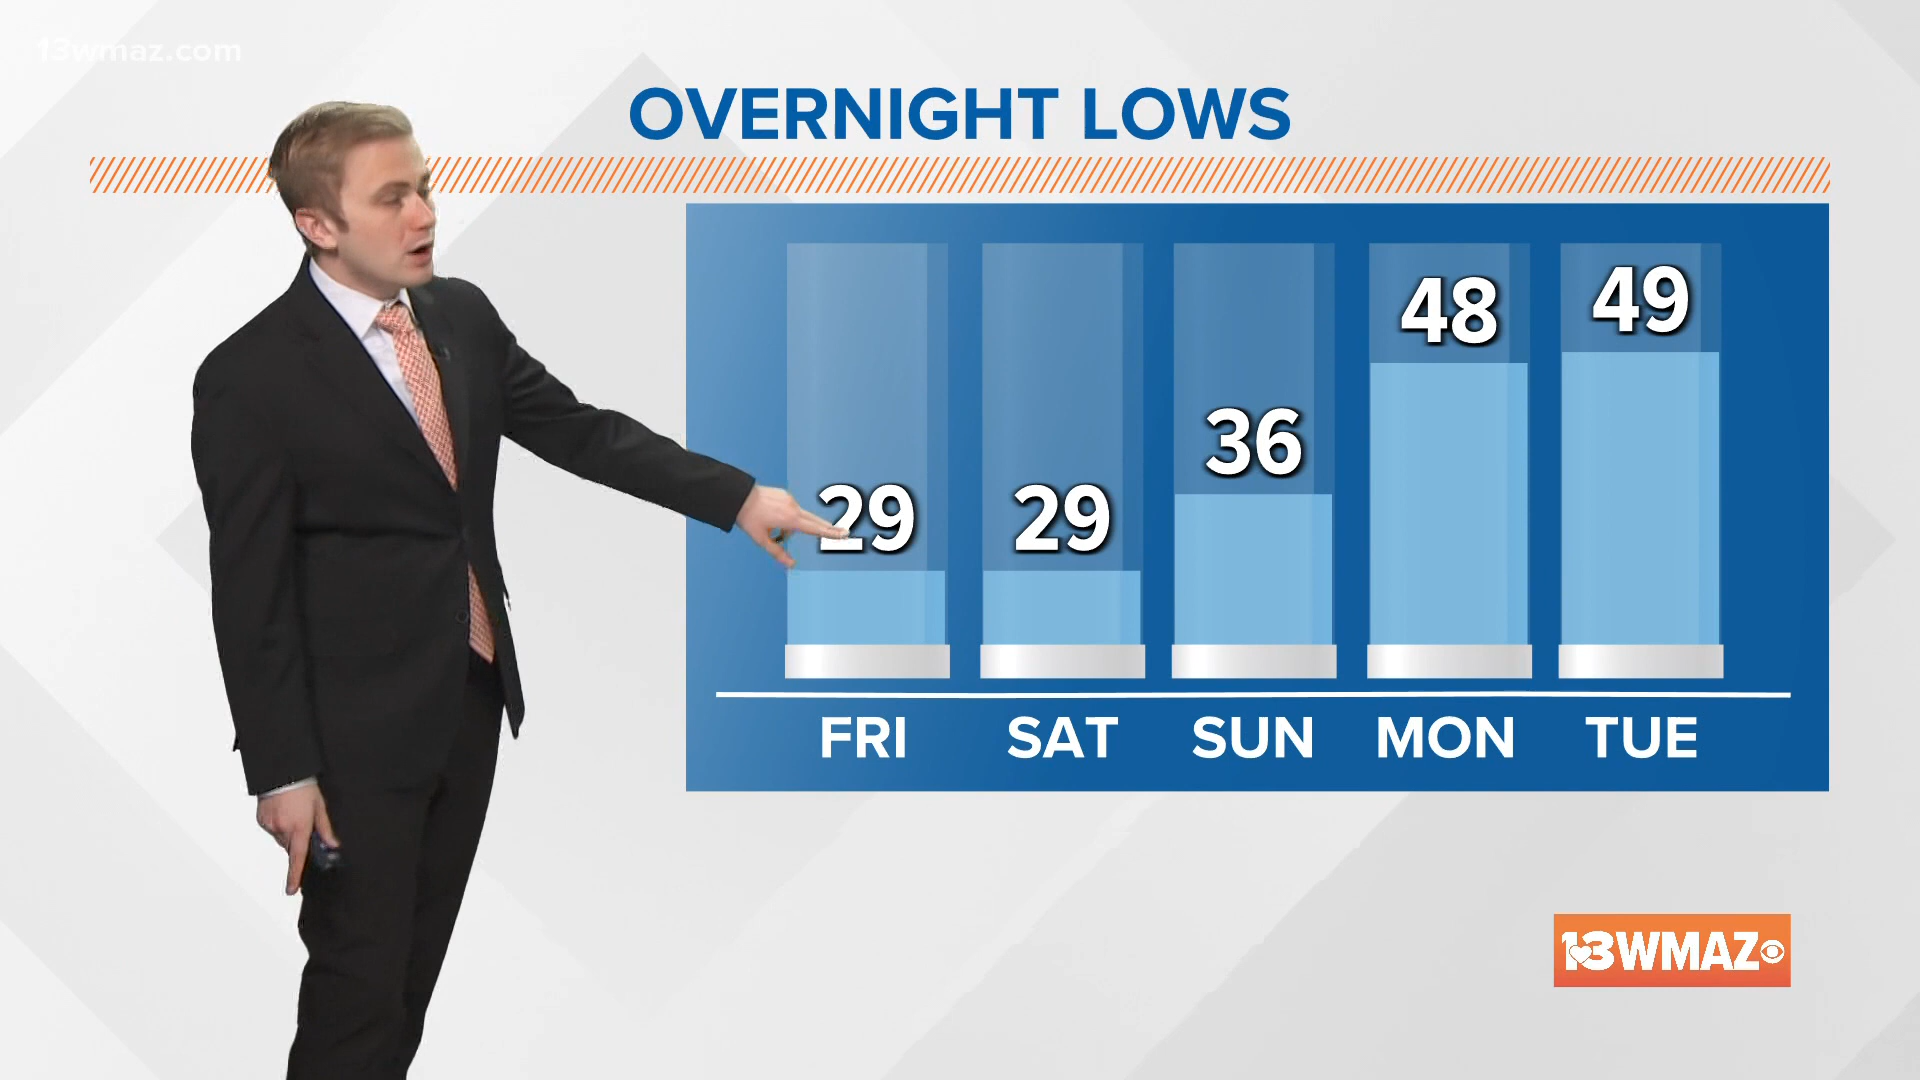 13wmaz.com
OVERNIGHT LOWS
29 29 36 48 49
FRI SAT SUN MON TUE
13WMAZ